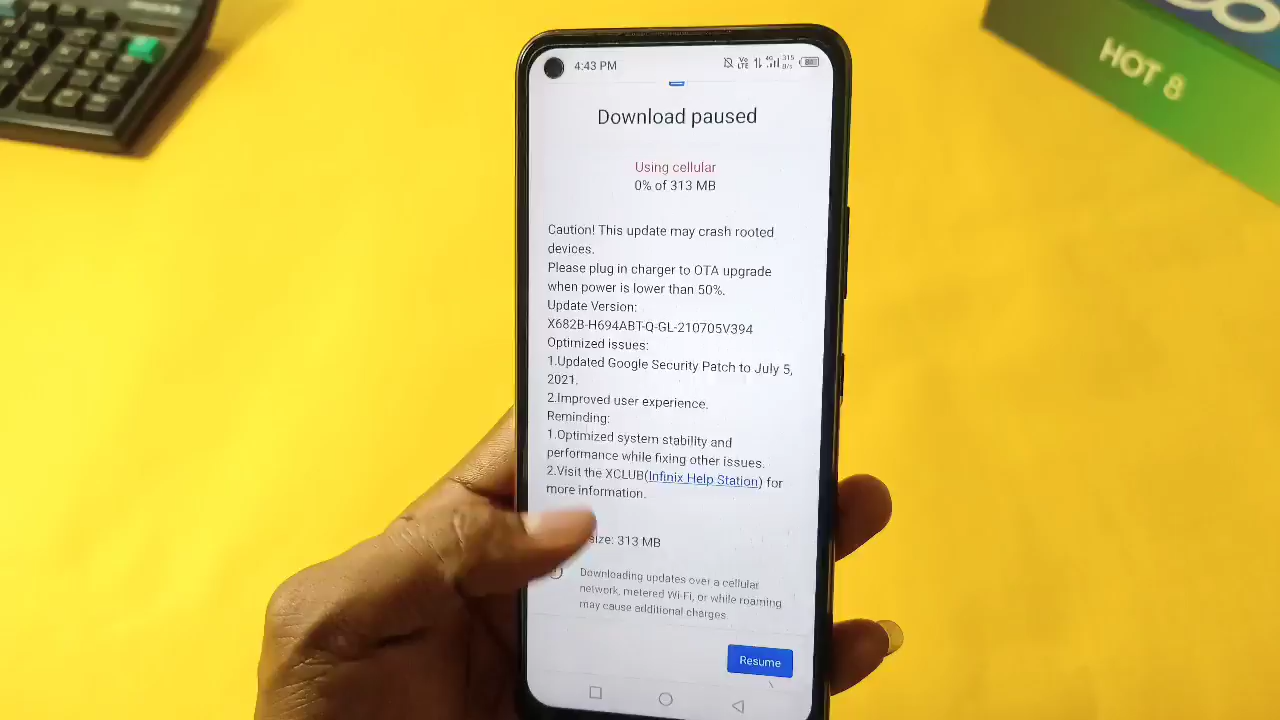 HOT 8
4:43 PM
Download paused
Using cellular
0% of 313 MB
Caution! This update may crash rooted
devices.
Please plug in charger to OTA upgrade
when power is lower than 50%.
Update Version:
X682B-H694ABT-Q-GL-210705V394
Optimized issues:
1.Updated Google Security Patch to July 5,
2021.
2.Improved user experience.
Reminding:
1.Optimized system stability and
performance while fixing other issues.
2.Visit the XCLUB(Infinix Help Station) for
more information.
size: 313 MB
Downloading updates over a cellular
network, metered Wi-Fi, or while roaming
may cause additional charges.
Resume